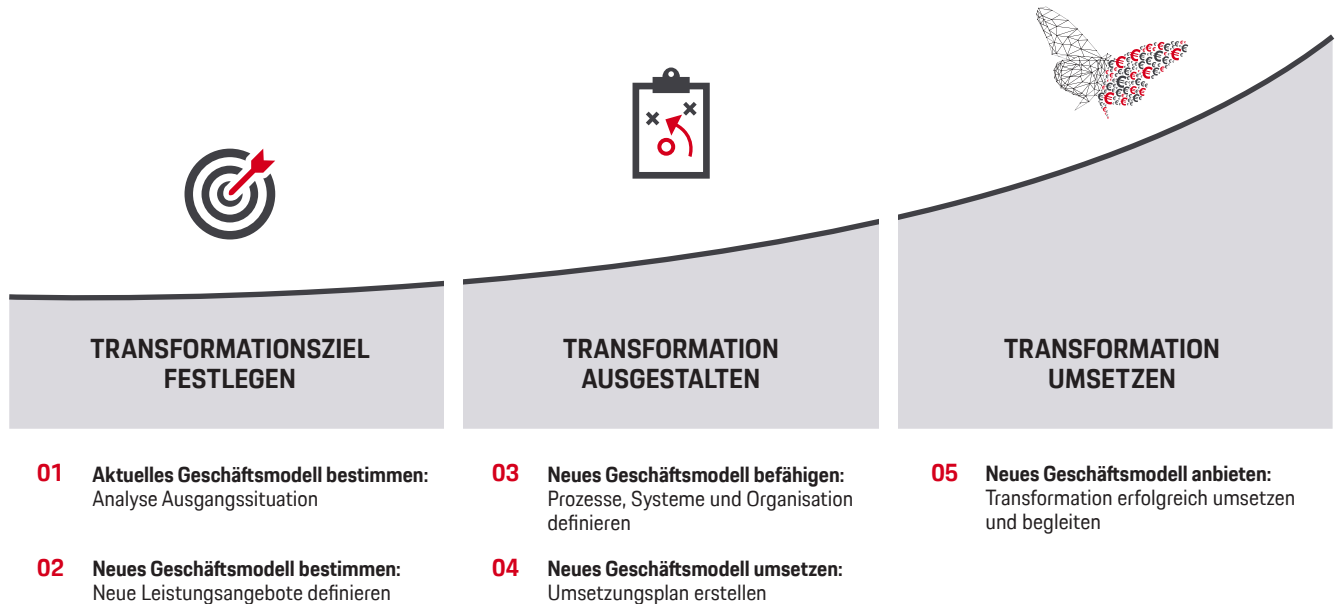 TRANSFORMATIONSZIEL
FESTLEGEN
TRANSFORMATION
AUSGESTALTEN
TRANSFORMATION
UMSETZEN
01 Aktuelles Geschäftsmodell bestimmen:
Analyse Ausgangssituation
02 Neues Geschäftsmodell bestimmen:
Neue Leistungsangebote definieren
03 Neues Geschäftsmodell befähigen:
Prozesse, Systeme und Organisation
definieren
04 Neues Geschäftsmodell umsetzen:
Umsetzungsplan erstellen
05 Neues Geschäftsmodell anbieten:
Transformation erfolgreich umsetzen
und begleiten